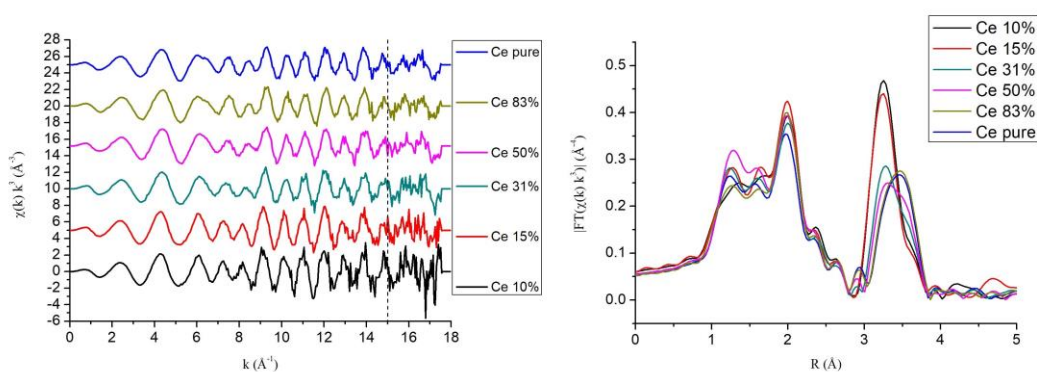 28
26
24
22
20
18
16
14
12
10
8
6
4
2
0
-2
-4
-6
χ(k) k³ (Å⁻³)
0 2 4 6 8 10 12 14 16 18
k (Å⁻¹)
Ce pure
Ce 83%
Ce 50%
Ce 31%
Ce 15%
Ce 10%
0.5
0.4
0.3
0.2
0.1
0.0
|FT(χ(k) k³)| (Å⁻⁴)
0 1 2 3 4 5
R (Å)
Ce 10%
Ce 15%
Ce 31%
Ce 50%
Ce 83%
Ce pure